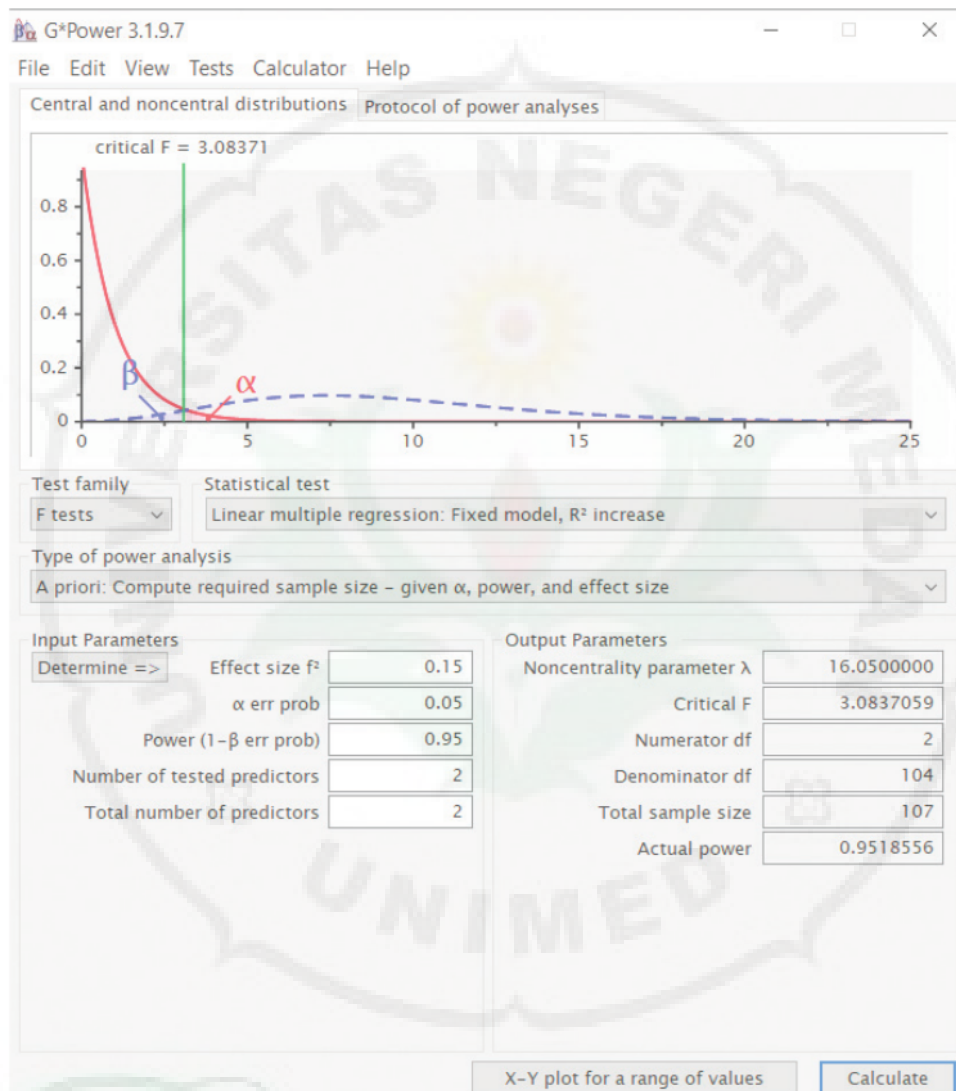 G*Power 3.1.9.7
File Edit View Tests Calculator Help
Central and noncentral distributions Protocol of power analyses
critical F = 3.08371
0.8
0.6
0.4
0.2
0
β
α
0 5 10 15 20 25
Test family Statistical test
F tests Linear multiple regression: Fixed model, R² increase
Type of power analysis
A priori: Compute required sample size – given α, power, and effect size
Input Parameters Output Parameters
Determine => Effect size f² 0.15 Noncentrality parameter λ 16.0500000
α err prob 0.05 Critical F 3.0837059
Power (1-β err prob) 0.95 Numerator df 2
Number of tested predictors 2 Denominator df 104
Total number of predictors 2 Total sample size 107
Actual power 0.9518556
X-Y plot for a range of values Calculate
UNIVERSITAS NEGERI MEDAN
UNIMED